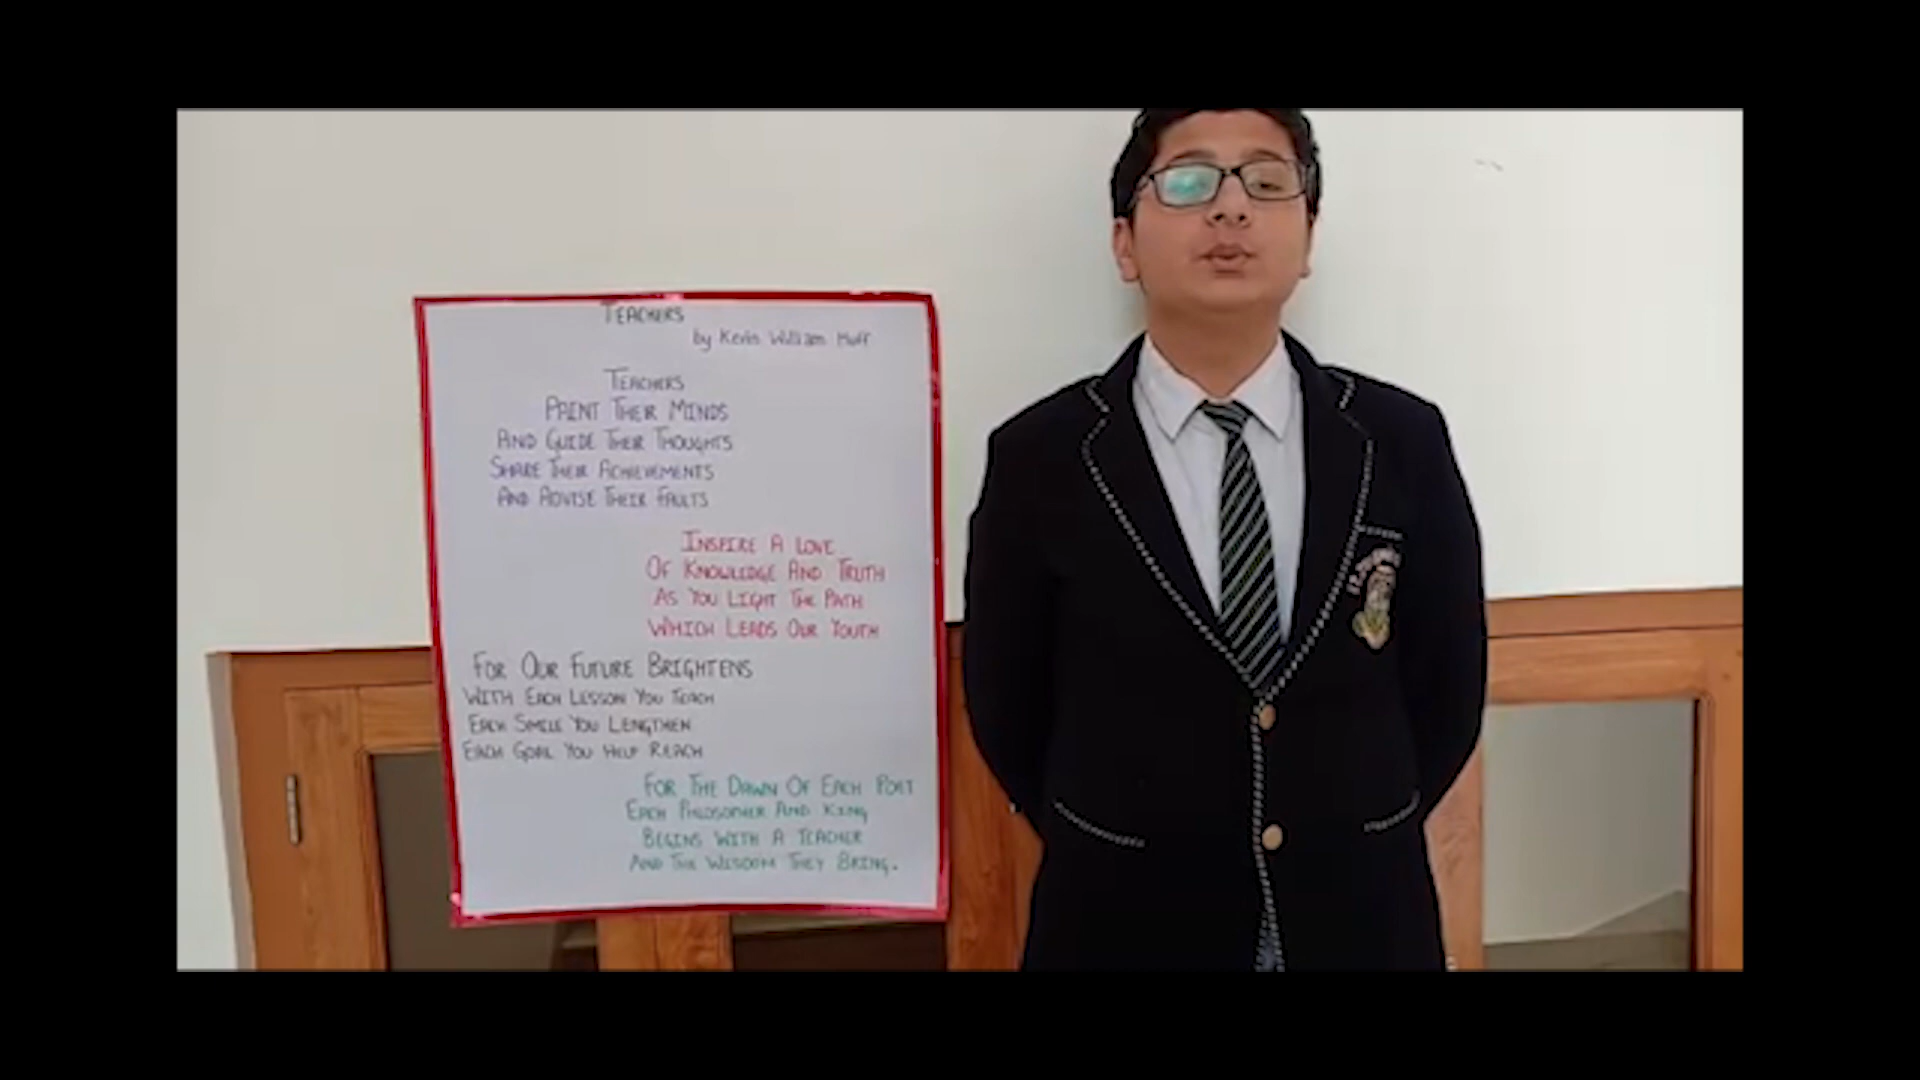 TEACHERS
by Kevin William Huff
TEACHERS
PAINT THEIR MINDS
AND GUIDE THEIR THOUGHTS
SHARE THEIR ACHIEVEMENTS
AND ADVISE THEIR FAULTS
INSPIRE A LOVE
OF KNOWLEDGE AND TRUTH
AS YOU LIGHT THE PATH
WHICH LEADS OUR YOUTH
FOR OUR FUTURE BRIGHTENS
WITH EACH LESSON YOU TEACH
EACH SMILE YOU LENGTHEN
EACH GOAL YOU HELP REACH
FOR THE DAWN OF EACH POET
EACH PHILOSOPHER AND KING
BEGINS WITH A TEACHER
AND THE WISDOM THEY BRING.